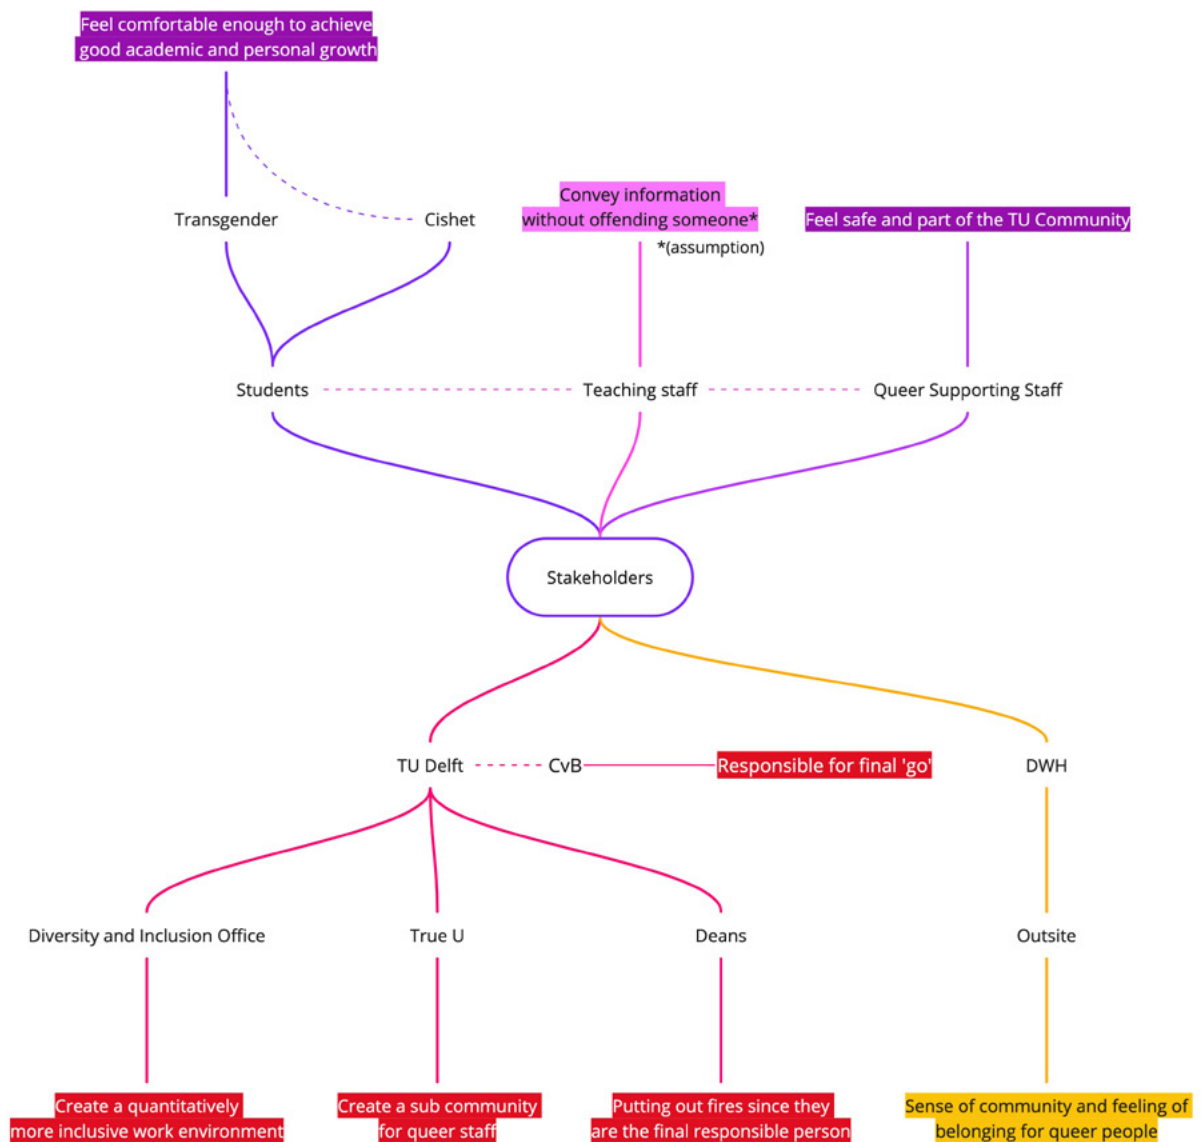 Feel comfortable enough to achieve
good academic and personal growth
Transgender
Cishet
Convey information
without offending someone*
*(assumption)
Feel safe and part of the TU Community
Students
Teaching staff
Queer Supporting Staff
Stakeholders
TU Delft
CvB
Responsible for final 'go'
DWH
Diversity and Inclusion Office
True U
Deans
Outsite
Create a quantitatively
more inclusive work environment
Create a sub community
for queer staff
Putting out fires since they
are the final responsible person
Sense of community and feeling of
belonging for queer people